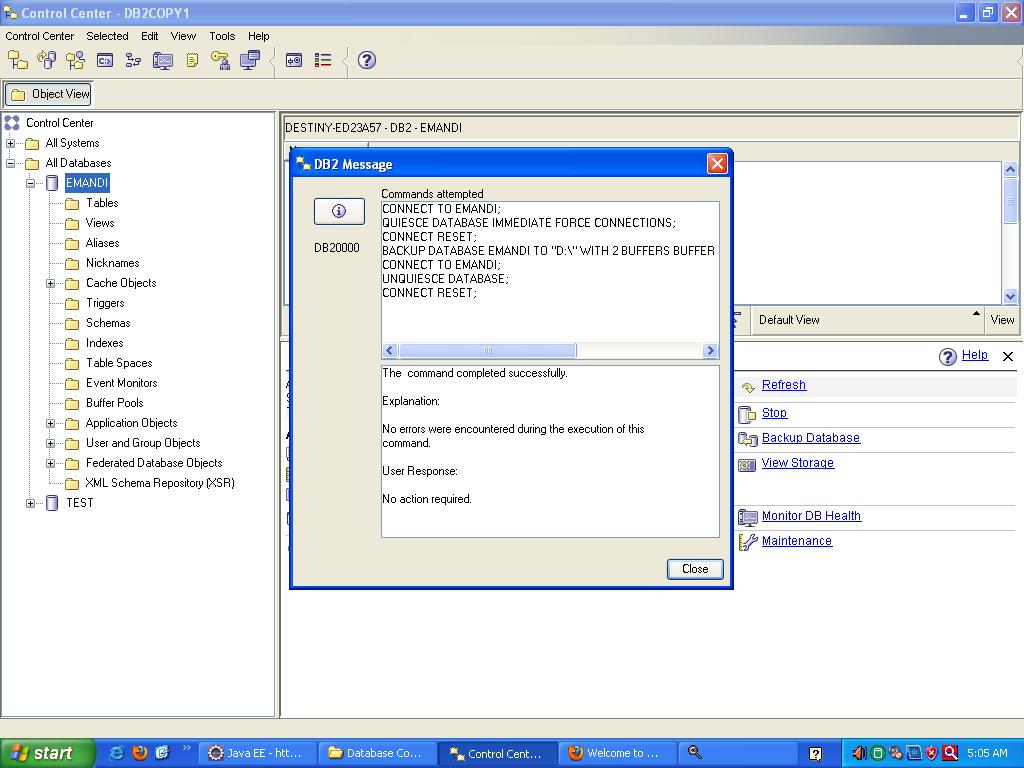 Control Center - DB2COPY1
Control Center Selected Edit View Tools Help
Object View
Control Center
All Systems
All Databases
EMANDI
Tables
Views
Aliases
Nicknames
Cache Objects
Triggers
Schemas
Indexes
Table Spaces
Event Monitors
Buffer Pools
Application Objects
User and Group Objects
Federated Database Objects
XML Schema Repository (XSR)
TEST
DESTINY-ED23A57 - DB2 - EMANDI
DB2 Message
DB20000
Commands attempted
CONNECT TO EMANDI;
QUIESCE DATABASE IMMEDIATE FORCE CONNECTIONS;
CONNECT RESET;
BACKUP DATABASE EMANDI TO "D:\" WITH 2 BUFFERS BUFFER
CONNECT TO EMANDI;
UNQUIESCE DATABASE;
CONNECT RESET;
The command completed successfully.
Explanation:
No errors were encountered during the execution of this
command.
User Response:
No action required.
Close
Default View View
Help
Refresh
Stop
Backup Database
View Storage
Monitor DB Health
Maintenance
start
Java EE - htt...
Database Co...
Control Cent...
Welcome to ...
5:05 AM